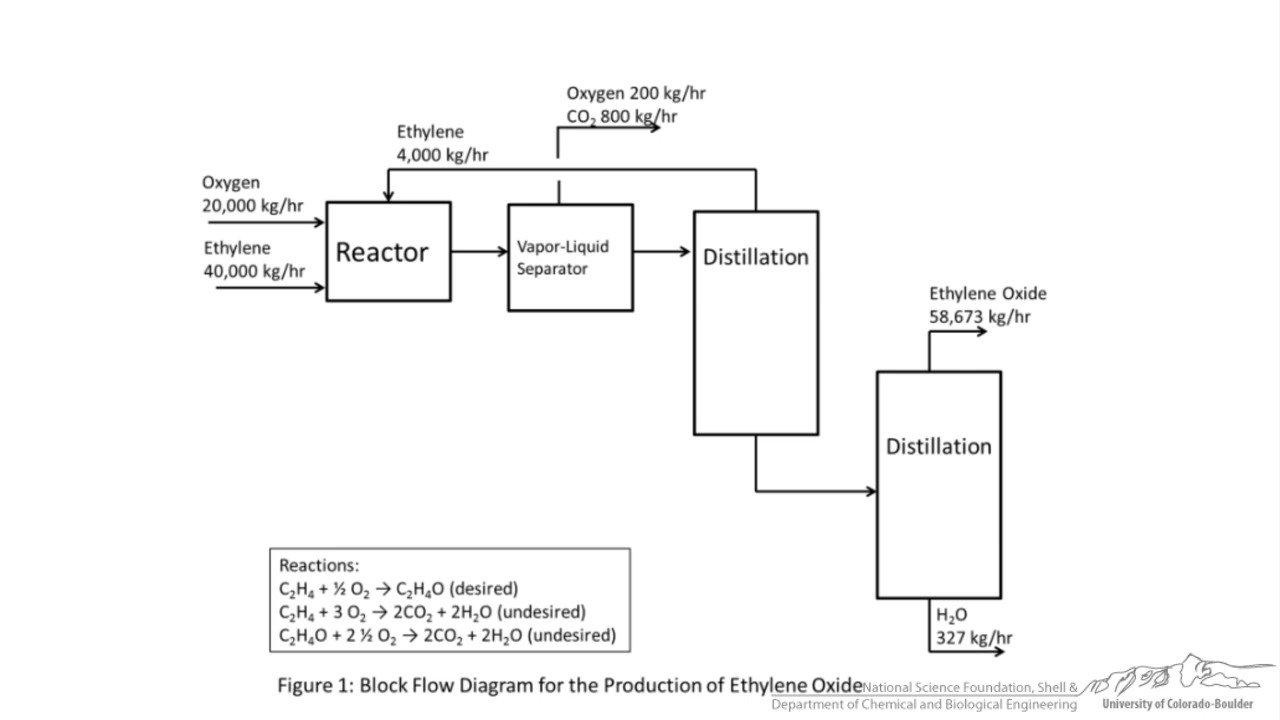 Oxygen 200 kg/hr
CO₂ 800 kg/hr
Ethylene
4,000 kg/hr
Oxygen
20,000 kg/hr
Ethylene
40,000 kg/hr
Reactor
Vapor-Liquid
Separator
Distillation
Ethylene Oxide
58,673 kg/hr
Distillation
H₂O
327 kg/hr
Reactions:
C₂H₄ + ½ O₂ → C₂H₄O (desired)
C₂H₄ + 3 O₂ → 2CO₂ + 2H₂O (undesired)
C₂H₄O + 2 ½ O₂ → 2CO₂ + 2H₂O (undesired)
Figure 1: Block Flow Diagram for the Production of Ethylene Oxide
National Science Foundation, Shell &
Department of Chemical and Biological Engineering
University of Colorado-Boulder